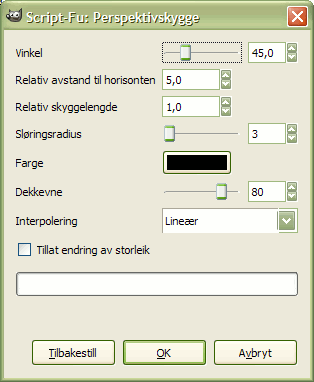 Script-Fu: Perspektivskygge
Vinkel 45,0
Relativ avstand til horisonten 5,0
Relativ skyggelengde 1,0
Sløringsradius 3
Farge
Dekkevne 80
Interpolering Lineær
Tillat endring av storleik
Tilbakestill OK Avbryt